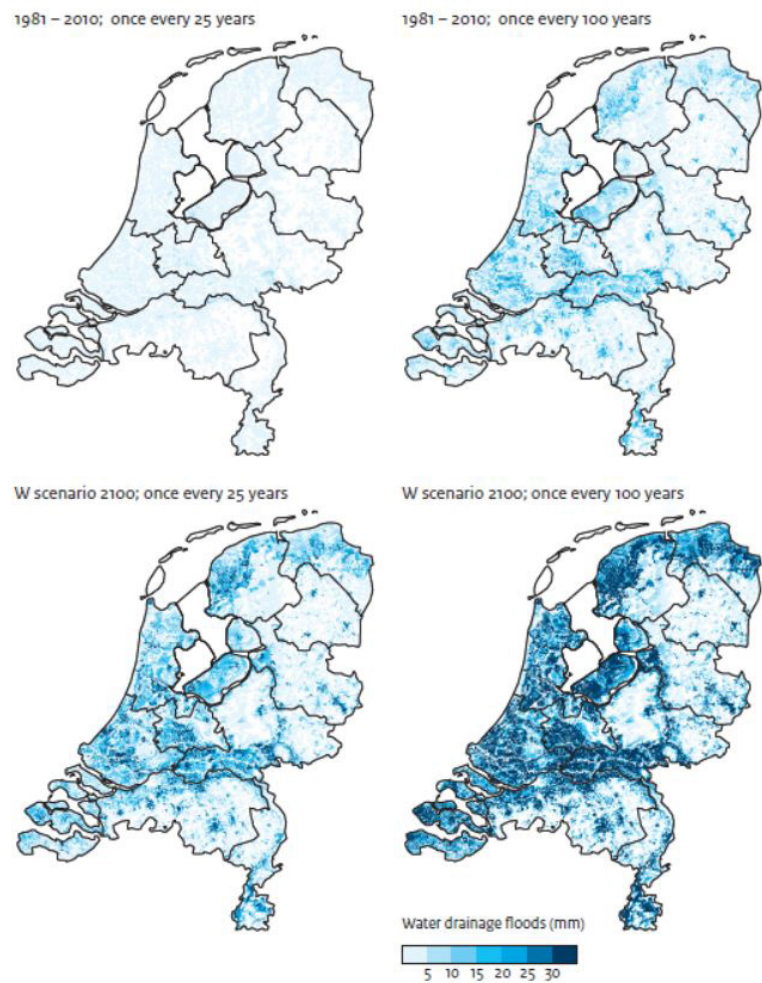 1981 – 2010; once every 25 years
1981 – 2010; once every 100 years
W scenario 2100; once every 25 years
W scenario 2100; once every 100 years
Water drainage floods (mm)
5 10 15 20 25 30